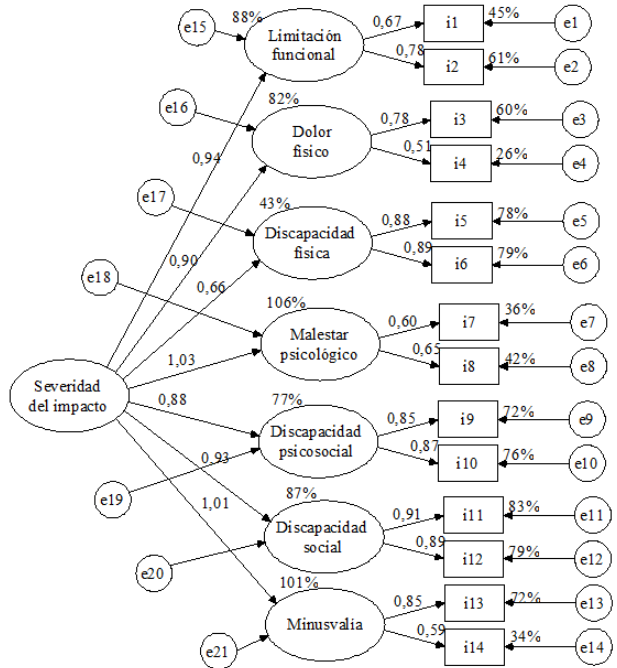 e15
88%
Limitación
funcional
0,67
i1
45%
e1
0,78
i2
61%
e2
e16
82%
Dolor
físico
0,78
i3
60%
e3
0,51
i4
26%
e4
0,94
e17
43%
Discapacidad
física
0,88
i5
78%
e5
0,89
i6
79%
e6
0,90
0,66
e18
106%
Malestar
psicológico
0,60
i7
36%
e7
0,65
i8
42%
e8
1,03
Severidad
del impacto
0,88
77%
Discapacidad
psicosocial
0,85
i9
72%
e9
0,87
i10
76%
e10
0,93
e19
1,01
87%
Discapacidad
social
0,91
i11
83%
e11
0,89
i12
79%
e12
e20
101%
Minusvalia
0,85
i13
72%
e13
0,59
i14
34%
e14
e21